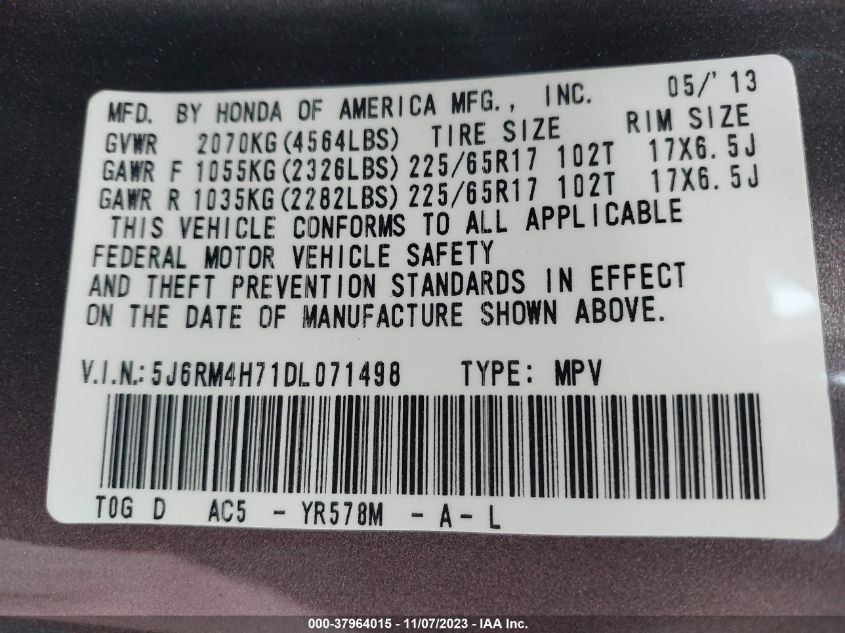 MFD. BY HONDA OF AMERICA MFG., INC. 05/'13
GVWR 2070KG(4564LBS) TIRE SIZE RIM SIZE
GAWR F 1055KG(2326LBS) 225/65R17 102T 17X6.5J
GAWR R 1035KG(2282LBS) 225/65R17 102T 17X6.5J
THIS VEHICLE CONFORMS TO ALL APPLICABLE
FEDERAL MOTOR VEHICLE SAFETY
AND THEFT PREVENTION STANDARDS IN EFFECT
ON THE DATE OF MANUFACTURE SHOWN ABOVE.
V.I.N.: 5J6RM4H71DL071498 TYPE: MPV
T0G D AC5 - YR578M - A - L
000-37964015 - 11/07/2023 - IAA Inc.